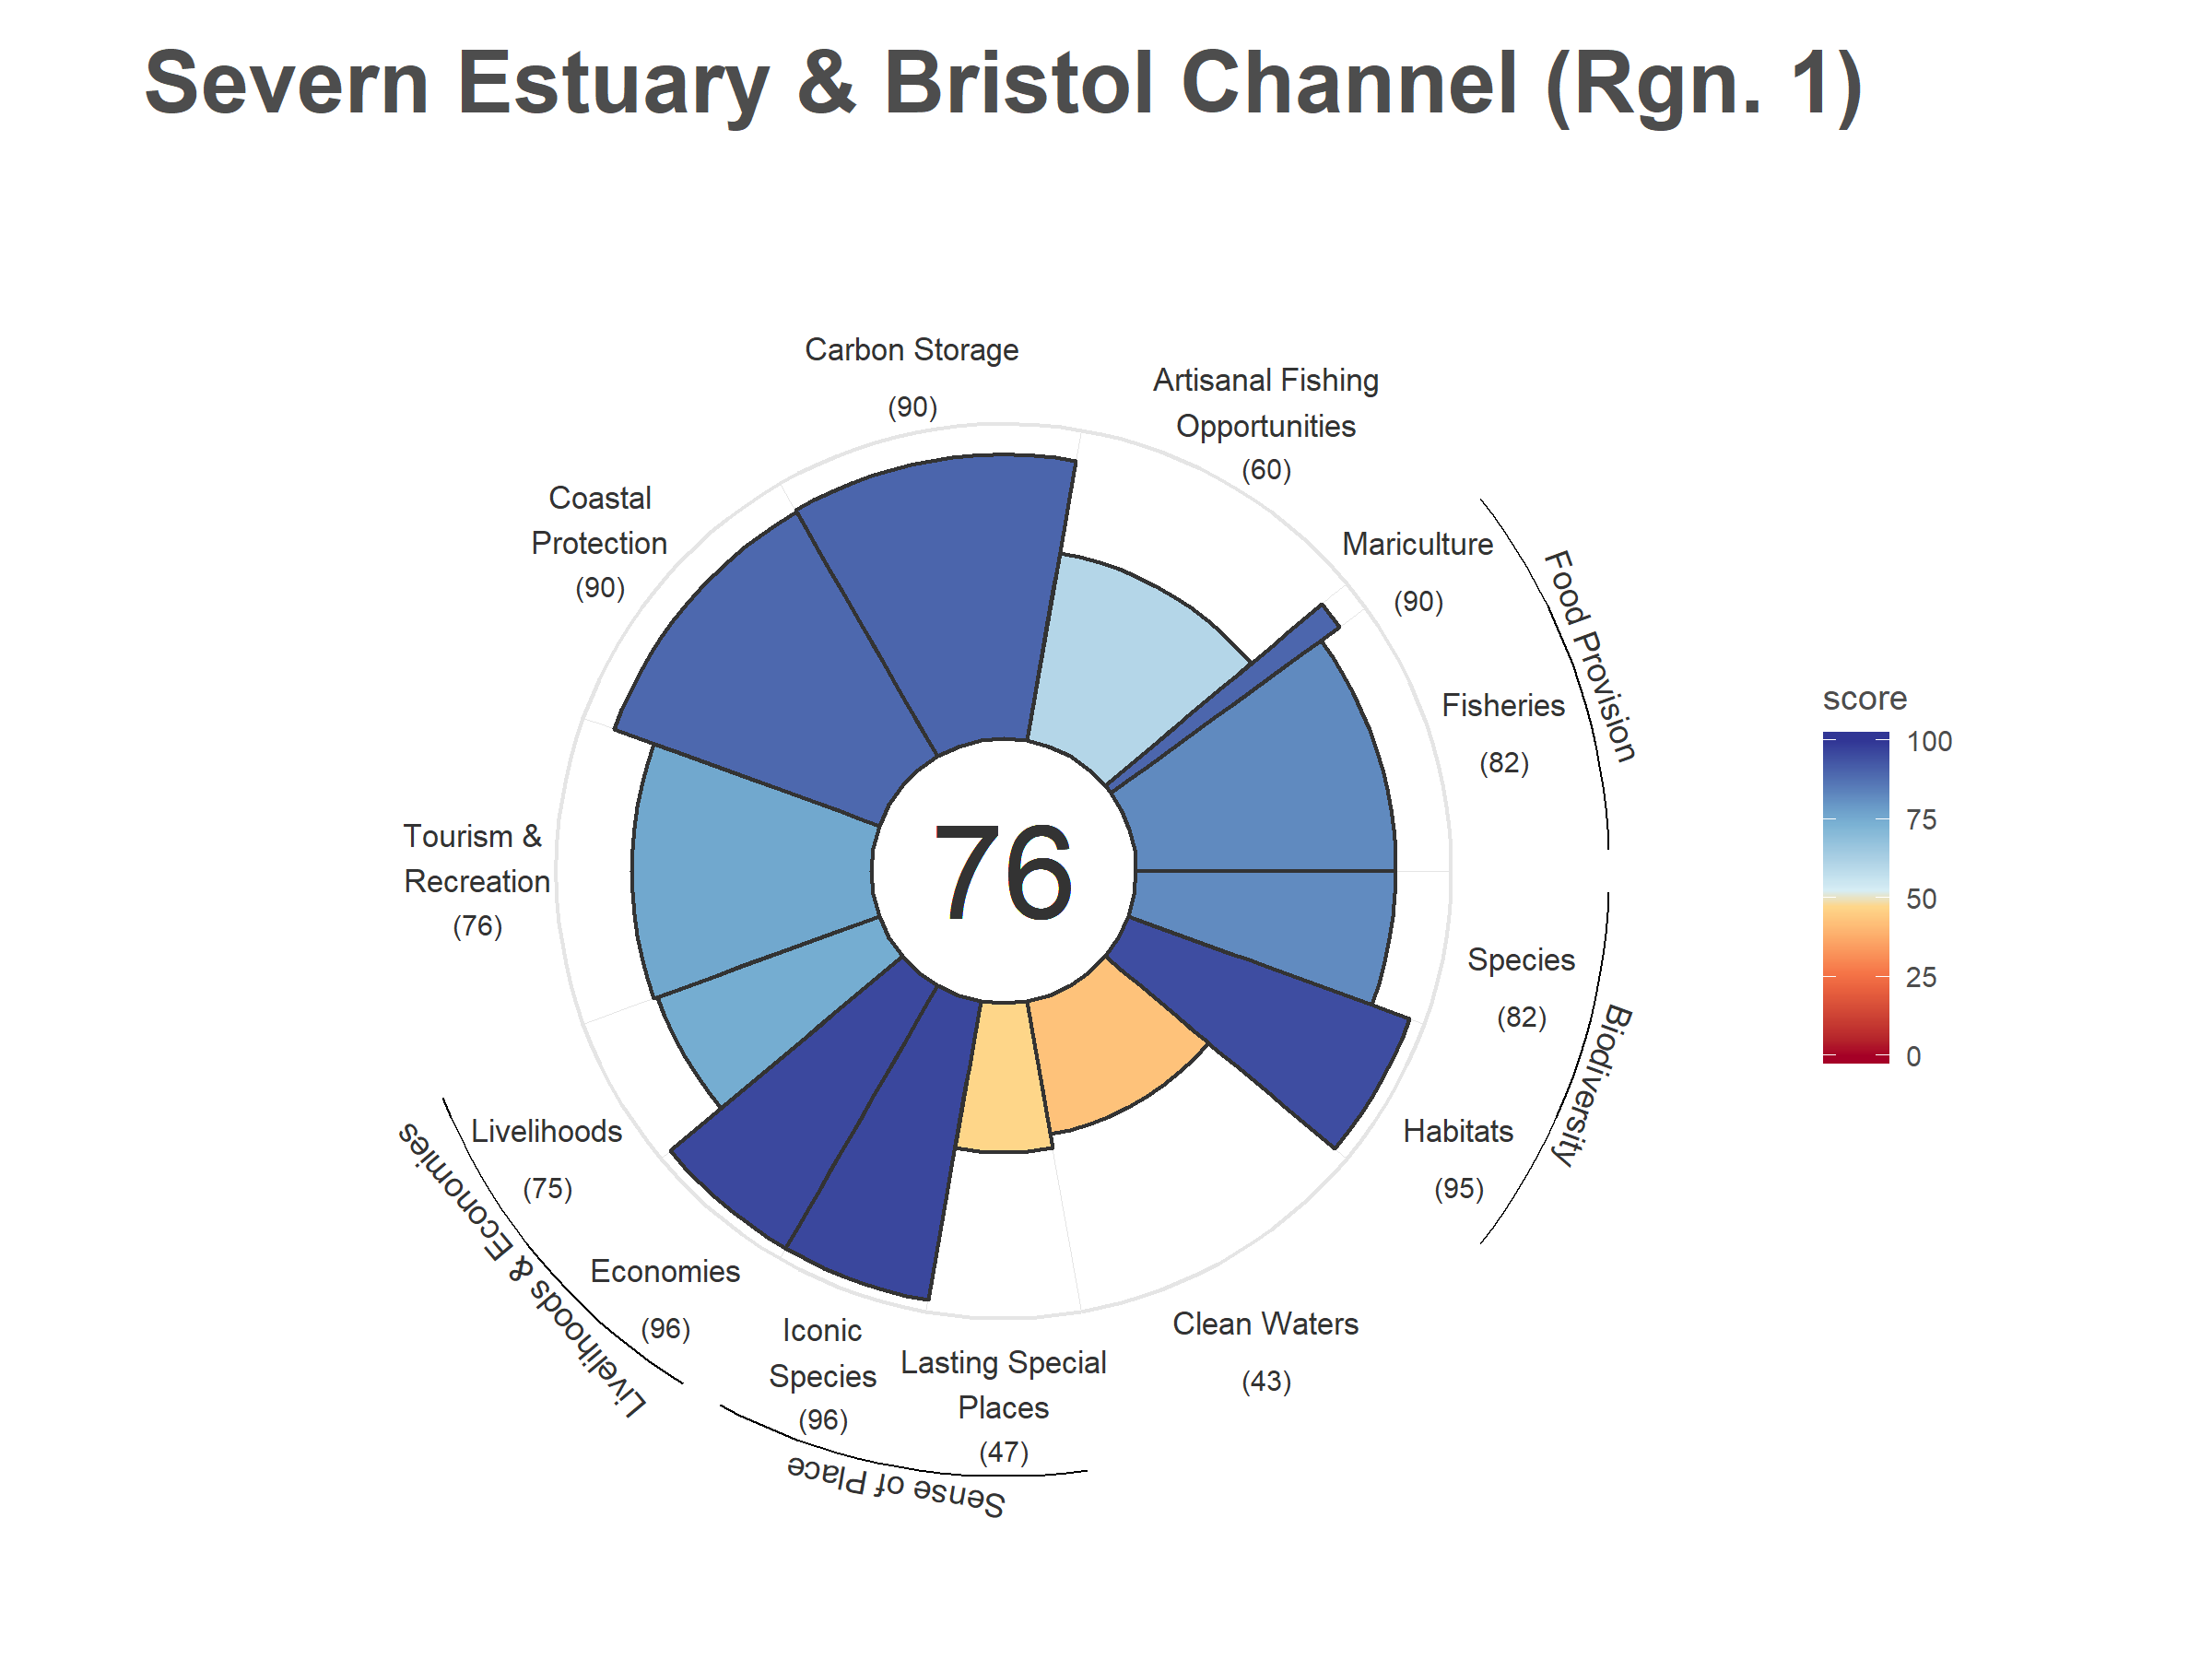 Severn Estuary & Bristol Channel (Rgn. 1)
Carbon Storage
(90)
Artisanal Fishing
Opportunities
(60)
Coastal
Protection
(90)
Mariculture
(90)
Food Provision
Fisheries
(82)
score
100
75
50
25
0
76
Tourism &
Recreation
(76)
Species
(82)
Biodiversity
Habitats
(95)
Livelihoods
(75)
Livelihoods & Economies
Economies
(96)
Iconic
Species
(96)
Lasting Special
Places
(47)
Sense of Place
Clean Waters
(43)